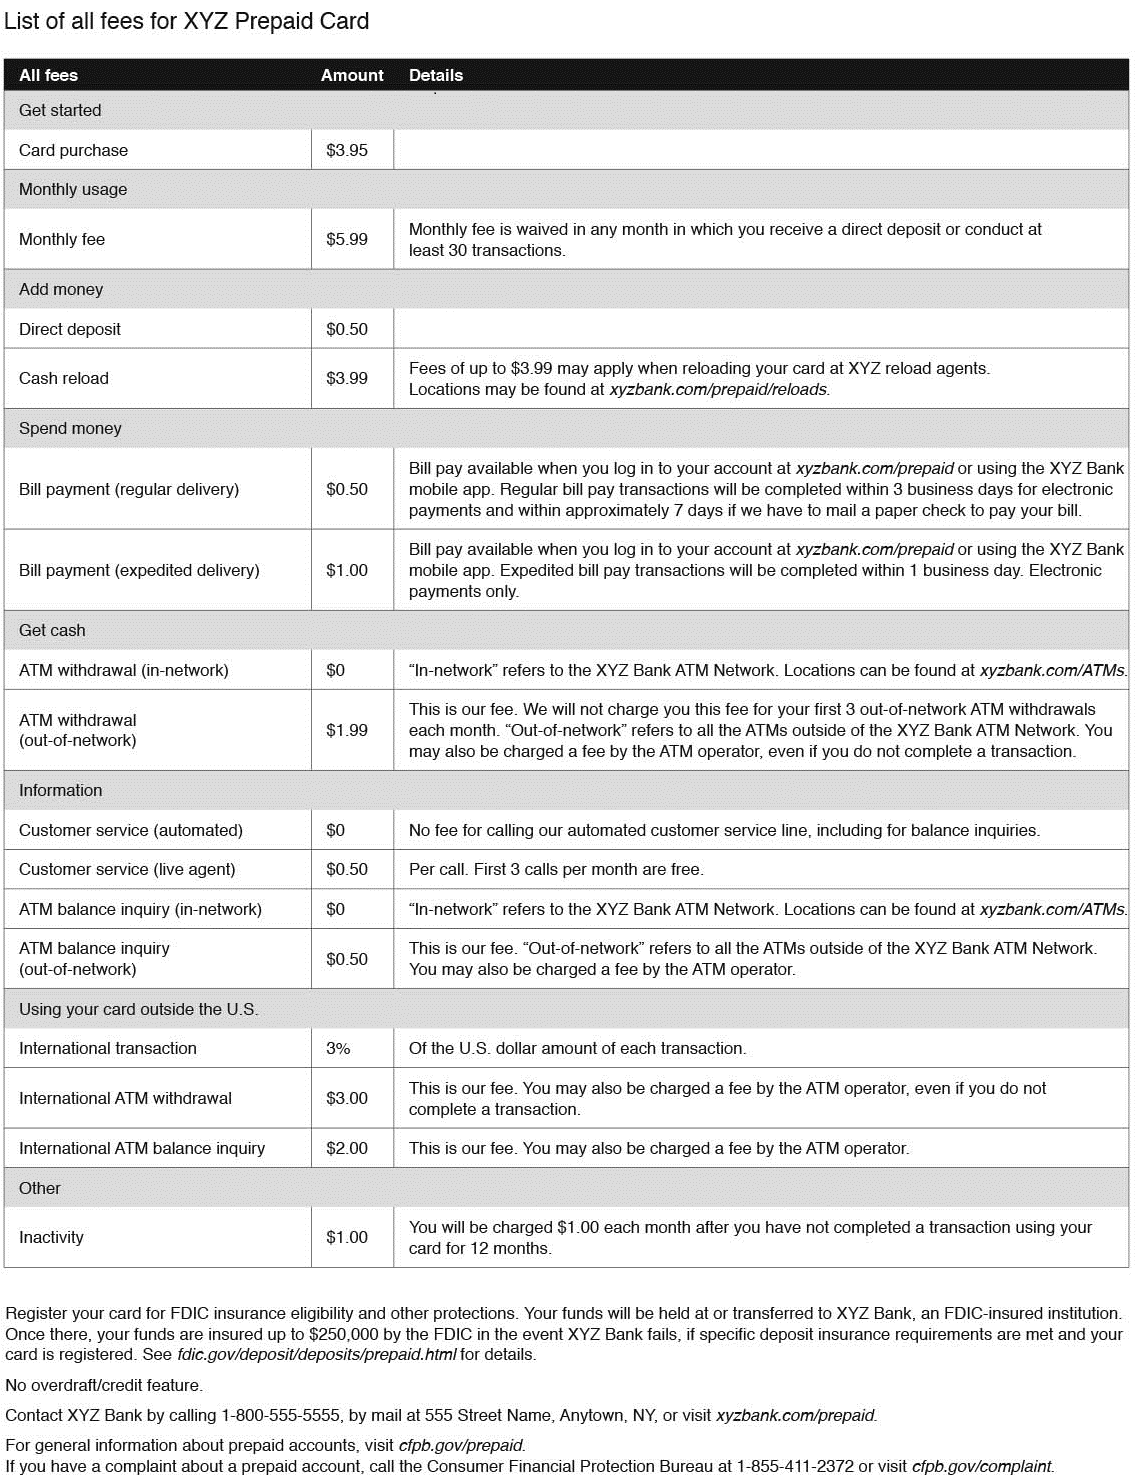 List of all fees for XYZ Prepaid Card
All fees Amount Details
Get started
Card purchase $3.95
Monthly usage
Monthly fee $5.99 Monthly fee is waived in any month in which you receive a direct deposit or conduct at
least 30 transactions.
Add money
Direct deposit $0.50
Cash reload $3.99 Fees of up to $3.99 may apply when reloading your card at XYZ reload agents.
Locations may be found at xyzbank.com/prepaid/reloads.
Spend money
Bill payment (regular delivery) $0.50 Bill pay available when you log in to your account at xyzbank.com/prepaid or using the XYZ Bank
mobile app. Regular bill pay transactions will be completed within 3 business days for electronic
payments and within approximately 7 days if we have to mail a paper check to pay your bill.
Bill payment (expedited delivery) $1.00 Bill pay available when you log in to your account at xyzbank.com/prepaid or using the XYZ Bank
mobile app. Expedited bill pay transactions will be completed within 1 business day. Electronic
payments only.
Get cash
ATM withdrawal (in-network) $0 “In-network” refers to the XYZ Bank ATM Network. Locations can be found at xyzbank.com/ATMs.
ATM withdrawal
(out-of-network) $1.99 This is our fee. We will not charge you this fee for your first 3 out-of-network ATM withdrawals
each month. “Out-of-network” refers to all the ATMs outside of the XYZ Bank ATM Network. You
may also be charged a fee by the ATM operator, even if you do not complete a transaction.
Information
Customer service (automated) $0 No fee for calling our automated customer service line, including for balance inquiries.
Customer service (live agent) $0.50 Per call. First 3 calls per month are free.
ATM balance inquiry (in-network) $0 “In-network” refers to the XYZ Bank ATM Network. Locations can be found at xyzbank.com/ATMs.
ATM balance inquiry
(out-of-network) $0.50 This is our fee. “Out-of-network” refers to all the ATMs outside of the XYZ Bank ATM Network.
You may also be charged a fee by the ATM operator.
Using your card outside the U.S.
International transaction 3% Of the U.S. dollar amount of each transaction.
International ATM withdrawal $3.00 This is our fee. You may also be charged a fee by the ATM operator, even if you do not
complete a transaction.
International ATM balance inquiry $2.00 This is our fee. You may also be charged a fee by the ATM operator.
Other
Inactivity $1.00 You will be charged $1.00 each month after you have not completed a transaction using your
card for 12 months.
Register your card for FDIC insurance eligibility and other protections. Your funds will be held at or transferred to XYZ Bank, an FDIC-insured institution.
Once there, your funds are insured up to $250,000 by the FDIC in the event XYZ Bank fails, if specific deposit insurance requirements are met and your
card is registered. See fdic.gov/deposit/deposits/prepaid.html for details.
No overdraft/credit feature.
Contact XYZ Bank by calling 1-800-555-5555, by mail at 555 Street Name, Anytown, NY, or visit xyzbank.com/prepaid.
For general information about prepaid accounts, visit cfpb.gov/prepaid.
If you have a complaint about a prepaid account, call the Consumer Financial Protection Bureau at 1-855-411-2372 or visit cfpb.gov/complaint.